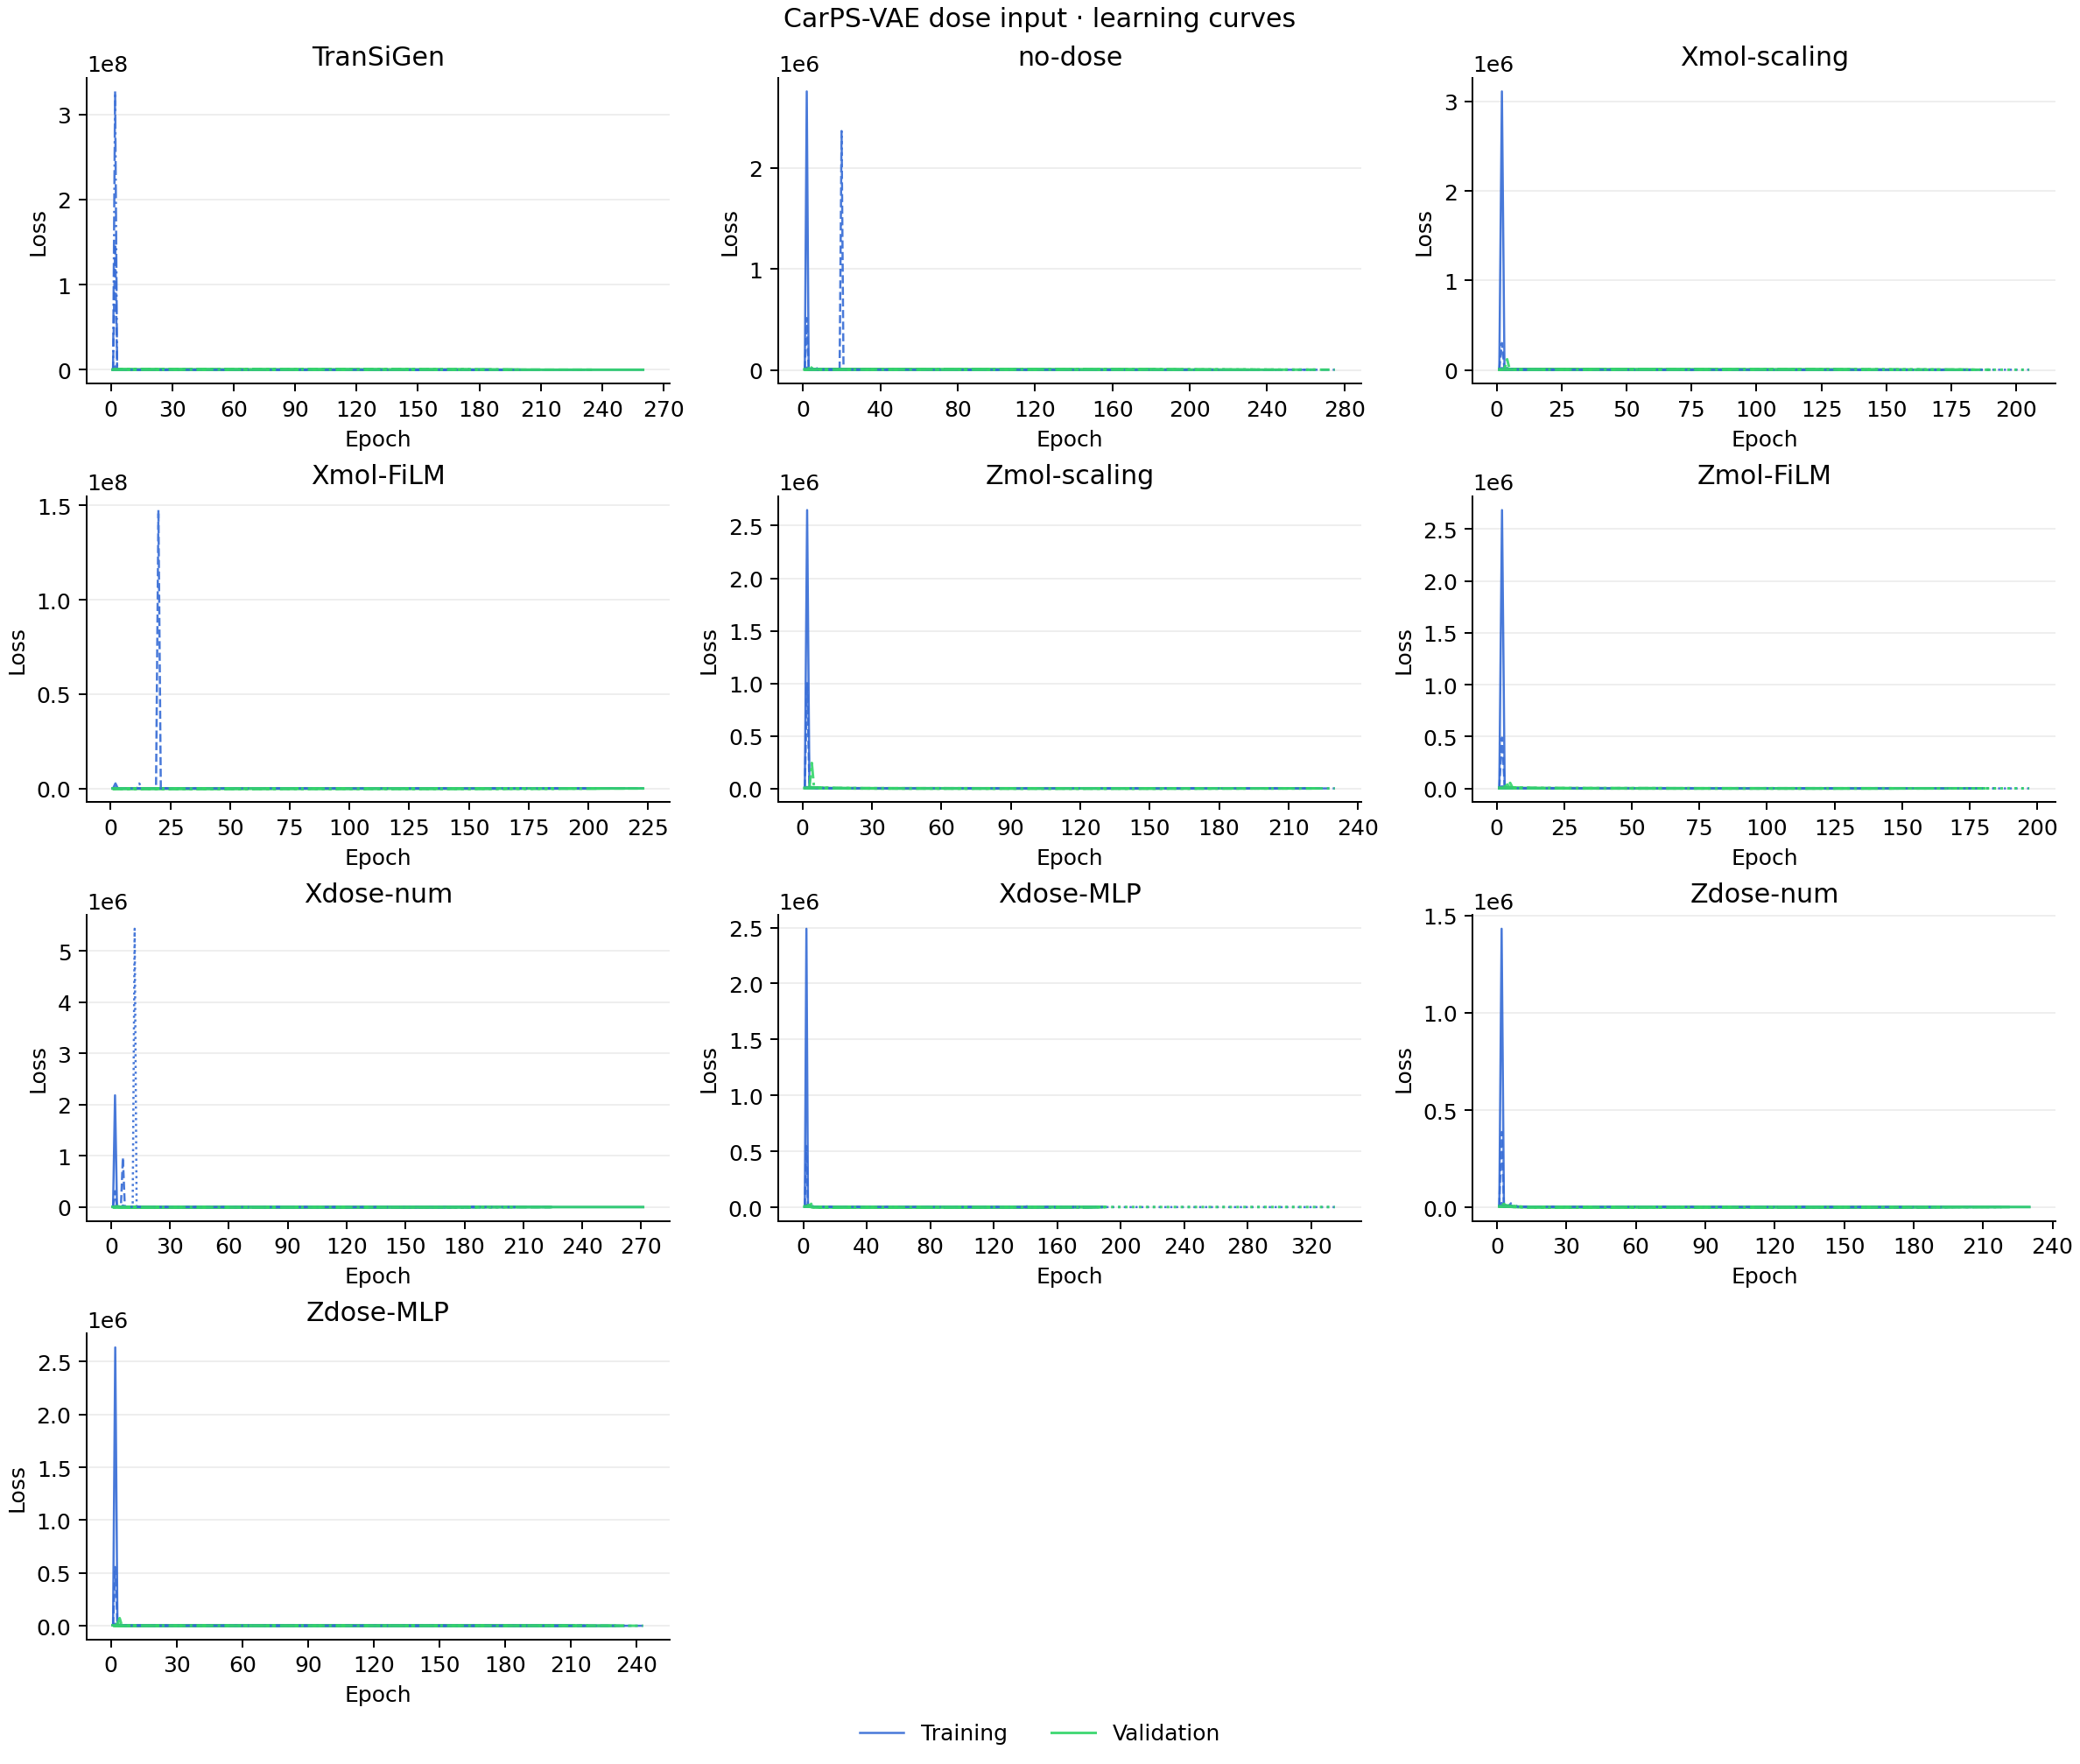 CarPS-VAE dose input · learning curves
TranSiGen
1e8
3
2
1
0
Loss
0 30 60 90 120 150 180 210 240 270
Epoch
no-dose
1e6
2
1
0
Loss
0 40 80 120 160 200 240 280
Epoch
Xmol-scaling
1e6
3
2
1
0
Loss
0 25 50 75 100 125 150 175 200
Epoch
Xmol-FiLM
1e8
1.5
1.0
0.5
0.0
Loss
0 25 50 75 100 125 150 175 200 225
Epoch
Zmol-scaling
1e6
2.5
2.0
1.5
1.0
0.5
0.0
Loss
0 30 60 90 120 150 180 210 240
Epoch
Zmol-FiLM
1e6
2.5
2.0
1.5
1.0
0.5
0.0
Loss
0 25 50 75 100 125 150 175 200
Epoch
Xdose-num
1e6
5
4
3
2
1
0
Loss
0 30 60 90 120 150 180 210 240 270
Epoch
Xdose-MLP
1e6
2.5
2.0
1.5
1.0
0.5
0.0
Loss
0 40 80 120 160 200 240 280 320
Epoch
Zdose-num
1e6
1.5
1.0
0.5
0.0
Loss
0 30 60 90 120 150 180 210 240
Epoch
Zdose-MLP
1e6
2.5
2.0
1.5
1.0
0.5
0.0
Loss
0 30 60 90 120 150 180 210 240
Epoch
Training
Validation